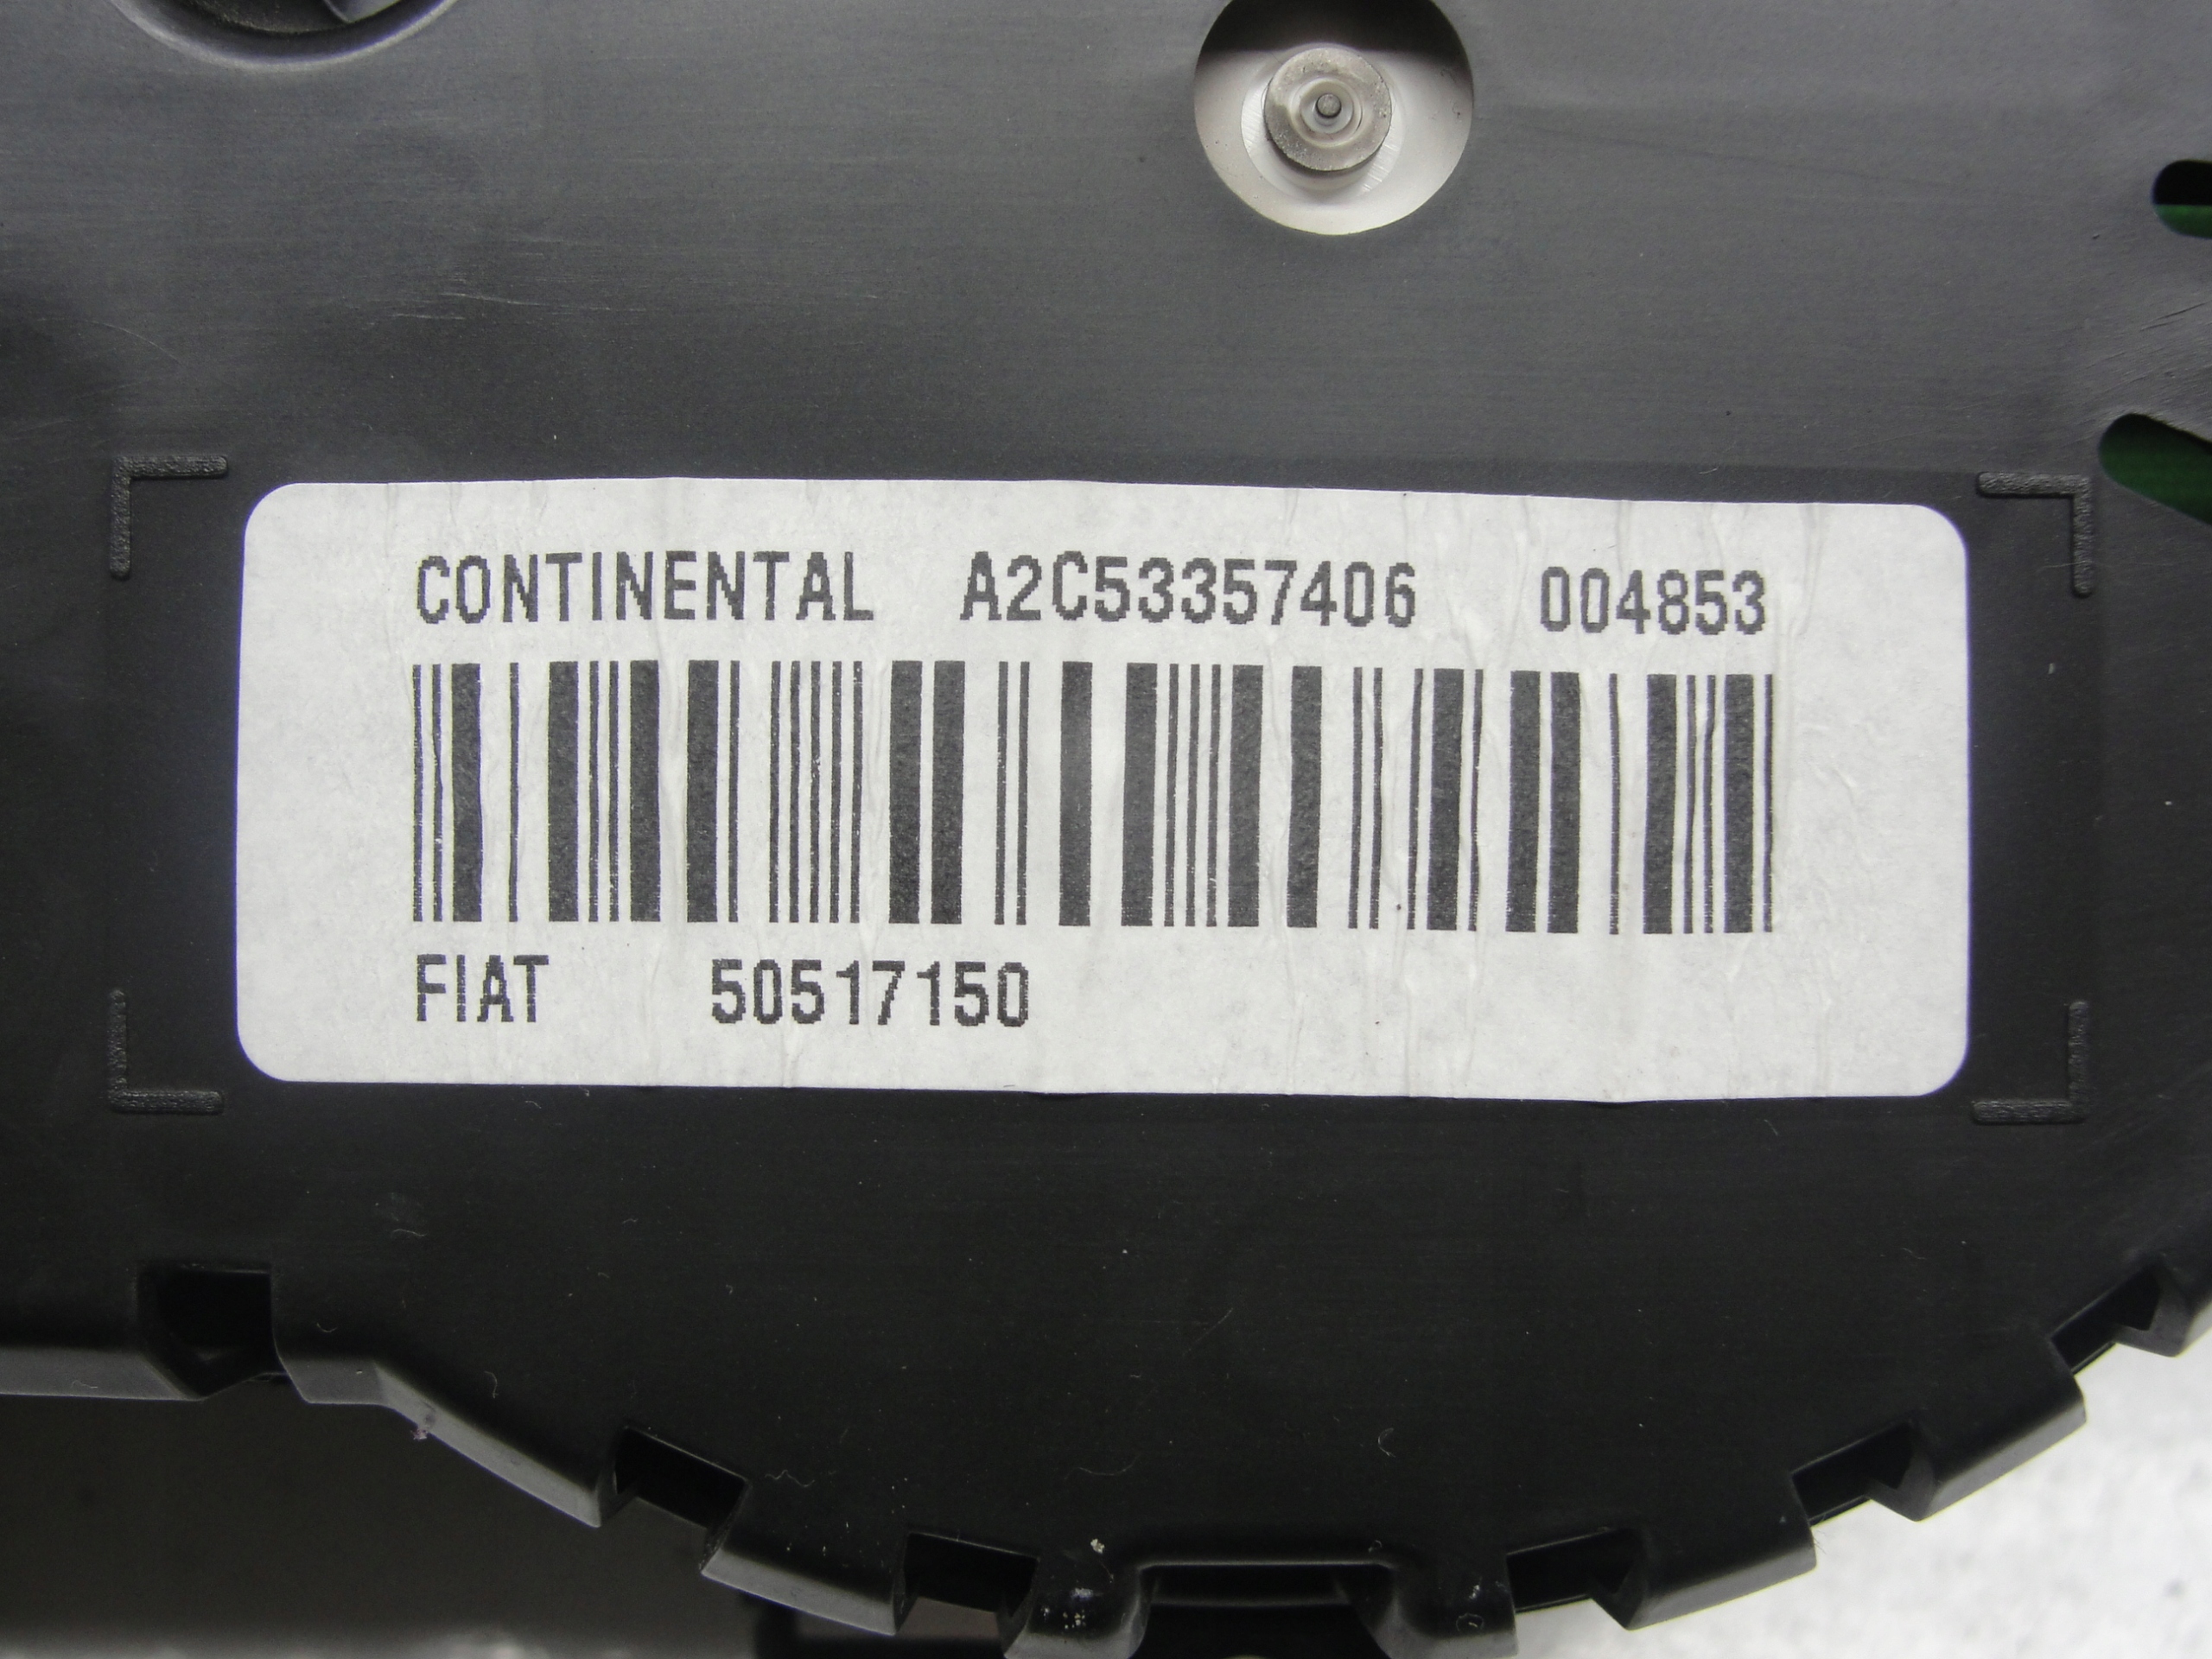 CONTINENTAL A2C53357406 004853
FIAT 50517150